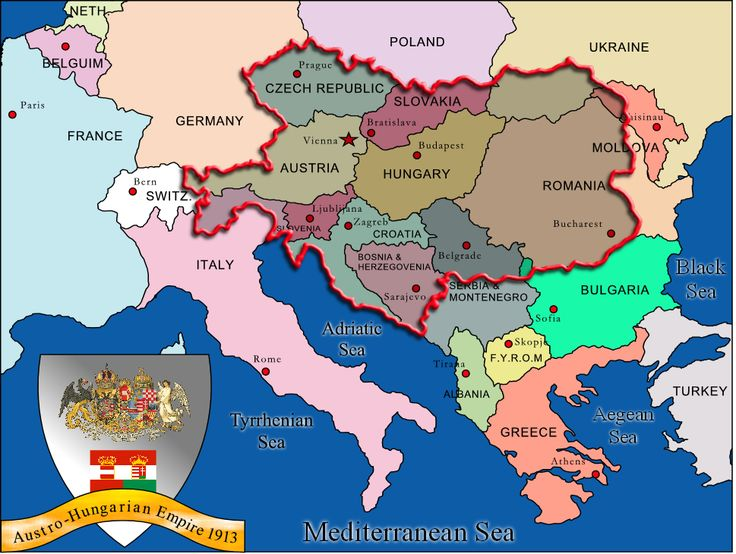 NETH.
BELGUIM
POLAND
UKRAINE
Prague
CZECH REPUBLIC
Paris
GERMANY
SLOVAKIA
FRANCE
Bratislava
Vienna
AUSTRIA
Budapest
HUNGARY
MOLDOVA
Bern
SWITZ.
ROMANIA
Ljubljana
SLOVENIA
Zagreb
CROATIA
Bucharest
ITALY
BOSNIA &
HERZEGOVENIA
Belgrade
Sarajevo
SERBIA &
MONTENEGRO
BULGARIA
Black
Sea
Sofia
Adriatic
Sea
Skopje
F.Y.R.O.M
Tirana
ALBANIA
Rome
TURKEY
Tyrrhenian
Sea
GREECE
Aegean
Sea
Athens
Austro-Hungarian Empire 1913
Mediterranean Sea